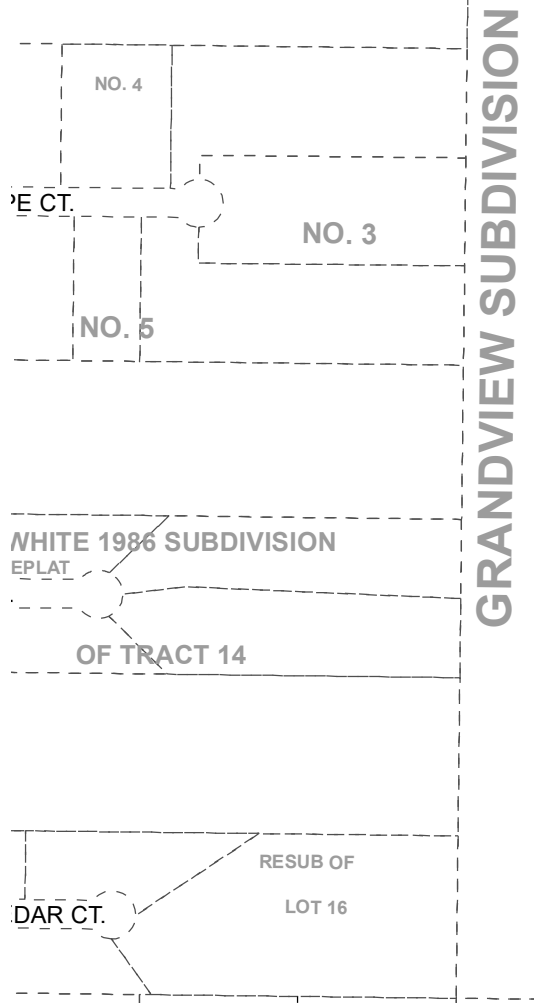 GRANDVIEW SUBDIVISION
NO. 4
PE CT.
NO. 3
NO. 5
WHITE 1986 SUBDIVISION
EPLAT
OF TRACT 14
RESUB OF
LOT 16
DAR CT.